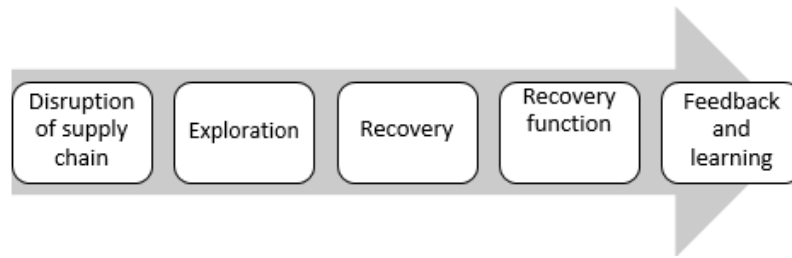 Disruption
of supply
chain
Exploration
Recovery
Recovery
function
Feedback
and
learning